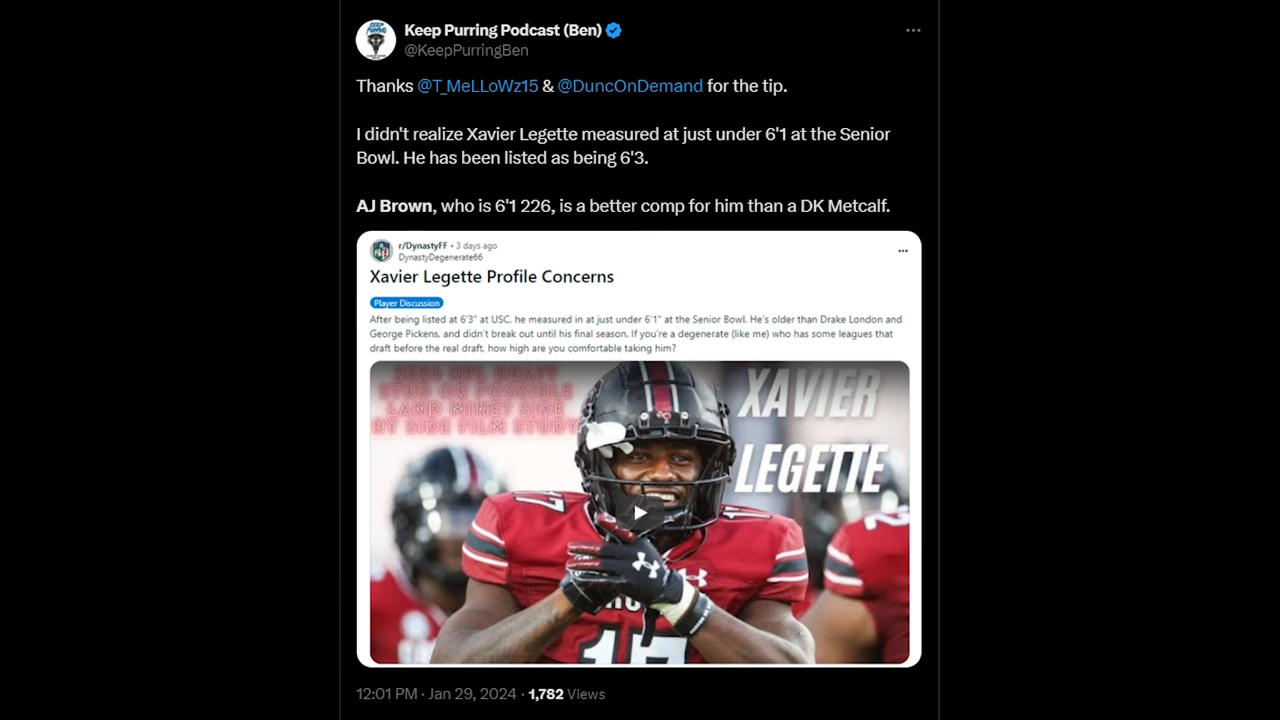 Keep Purring Podcast (Ben)
@KeepPurringBen
Thanks @T_MeLLoWz15 & @DuncOnDemand for the tip.
I didn't realize Xavier Legette measured at just under 6'1 at the Senior
Bowl. He has been listed as being 6'3.
AJ Brown, who is 6'1 226, is a better comp for him than a DK Metcalf.
r/DynastyFF • 3 days ago
DynastyDegenerate66
Xavier Legette Profile Concerns
Player Discussion
After being listed at 6'3" at USC, he measured in at just under 6'1" at the Senior Bowl. He's older than Drake London and
George Pickens, and didn't break out until his final season. If you're a degenerate (like me) who has some leagues that
draft before the real draft, how high are you comfortable taking him?
2024 NFL DRAFT
STUD OR POSSIBLE
LAND MINE? SIDE
BY SIDE FILM STUDY
XAVIER
LEGETTE
17
17
12:01 PM · Jan 29, 2024 · 1,782 Views